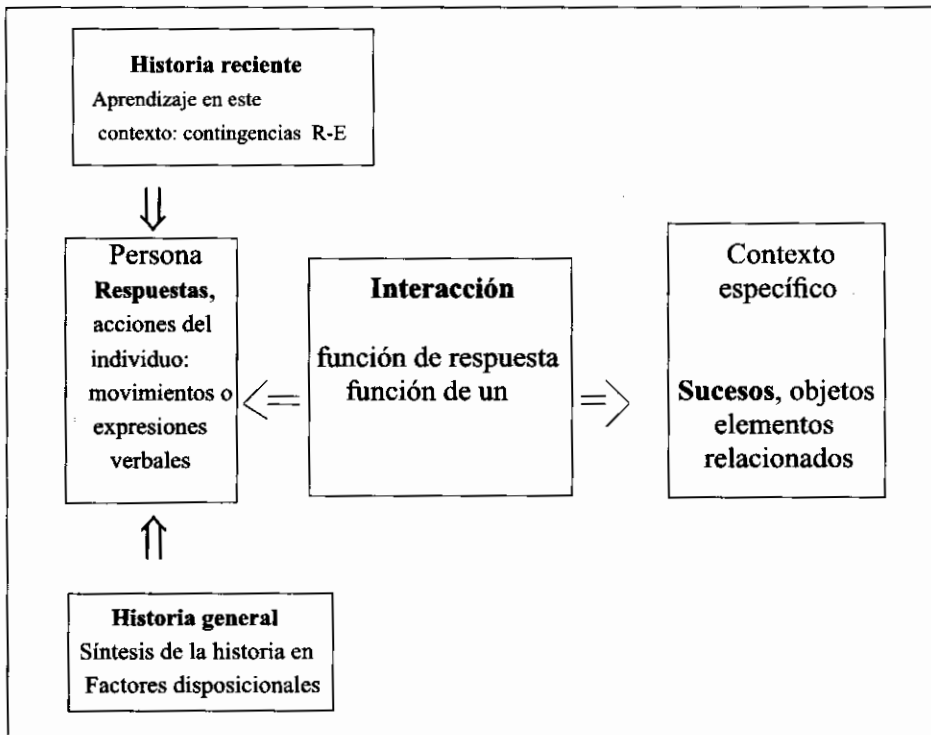 Historia reciente
Aprendizaje en este
contexto: contingencias R-E
Persona
Respuestas,
acciones del
individuo:
movimientos o
expresiones
verbales
Interacción
función de respuesta
función de un
Contexto
específico
Sucesos, objetos
elementos
relacionados
Historia general
Síntesis de la historia en
Factores disposicionales